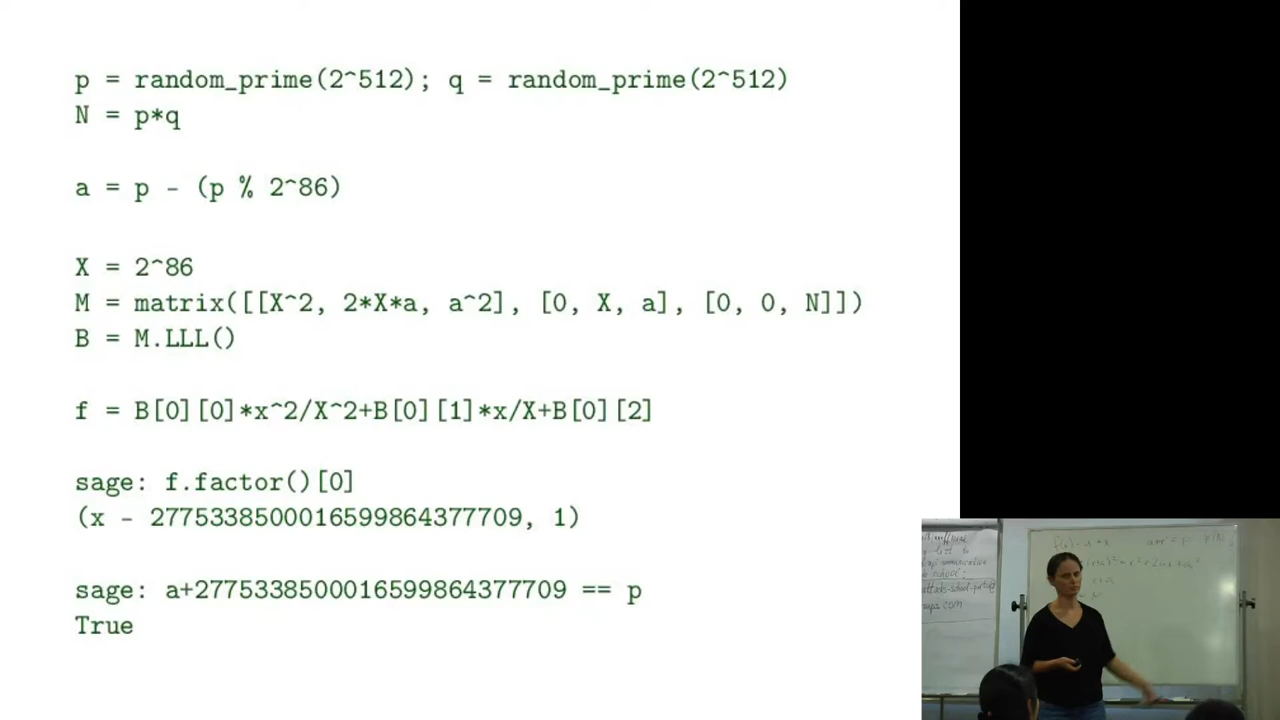 p = random_prime(2^512); q = random_prime(2^512)
N = p*q
a = p - (p % 2^86)
X = 2^86
M = matrix([[X^2, 2*X*a, a^2], [0, X, a], [0, 0, N]])
B = M.LLL()
f = B[0][0]*x^2/X^2+B[0][1]*x/X+B[0][2]
sage: f.factor()[0]
(x - 2775338500016599864377709, 1)
sage: a+2775338500016599864377709 == p
True